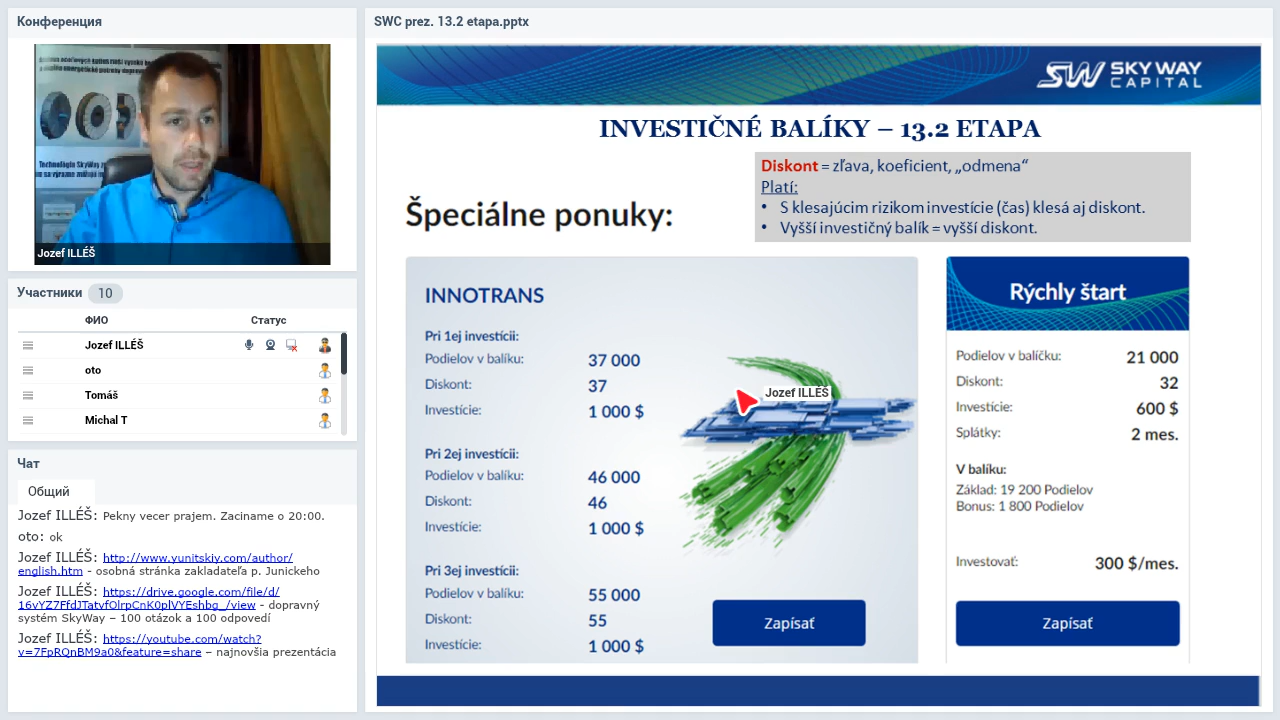 Конференция
Jozef ILLÉŠ
Участники 10
ФИО Статус
Jozef ILLÉŠ
oto
Tomáš
Michal T
Чат
Общий
Jozef ILLÉŠ: Pekny vecer prajem. Zaciname o 20:00.
oto: ok
Jozef ILLÉŠ: http://www.yunitskiy.com/author/
english.htm - osobná stránka zakladateľa p. Junickeho
Jozef ILLÉŠ: https://drive.google.com/file/d/
16vYZ7FfdJTatvfOlrpCnK0plVYEshbg_/view - dopravný
systém SkyWay – 100 otázok a 100 odpovedí
Jozef ILLÉŠ: https://youtube.com/watch?
v=7FpRQnBM9a0&feature=share – najnovšia prezentácia
SWC prez. 13.2 etapa.pptx
SW SKY WAY
CAPITAL
INVESTIČNÉ BALÍKY – 13.2 ETAPA
Diskont = zľava, koeficient, „odmena“
Platí:
• S klesajúcim rizikom investície (čas) klesá aj diskont.
• Vyšší investičný balík = vyšší diskont.
Špeciálne ponuky:
INNOTRANS
Pri 1ej investícii:
Podielov v balíku: 37 000
Diskont: 37
Investície: 1 000 $
Pri 2ej investícii:
Podielov v balíku: 46 000
Diskont: 46
Investície: 1 000 $
Pri 3ej investícii:
Podielov v balíku: 55 000
Diskont: 55
Investície: 1 000 $
Jozef ILLÉŠ
Zapísať
Rýchly štart
Podielov v balíčku: 21 000
Diskont: 32
Investície: 600 $
Splátky: 2 mes.
V balíku:
Základ: 19 200 Podielov
Bonus: 1 800 Podielov
Investovať: 300 $/mes.
Zapísať